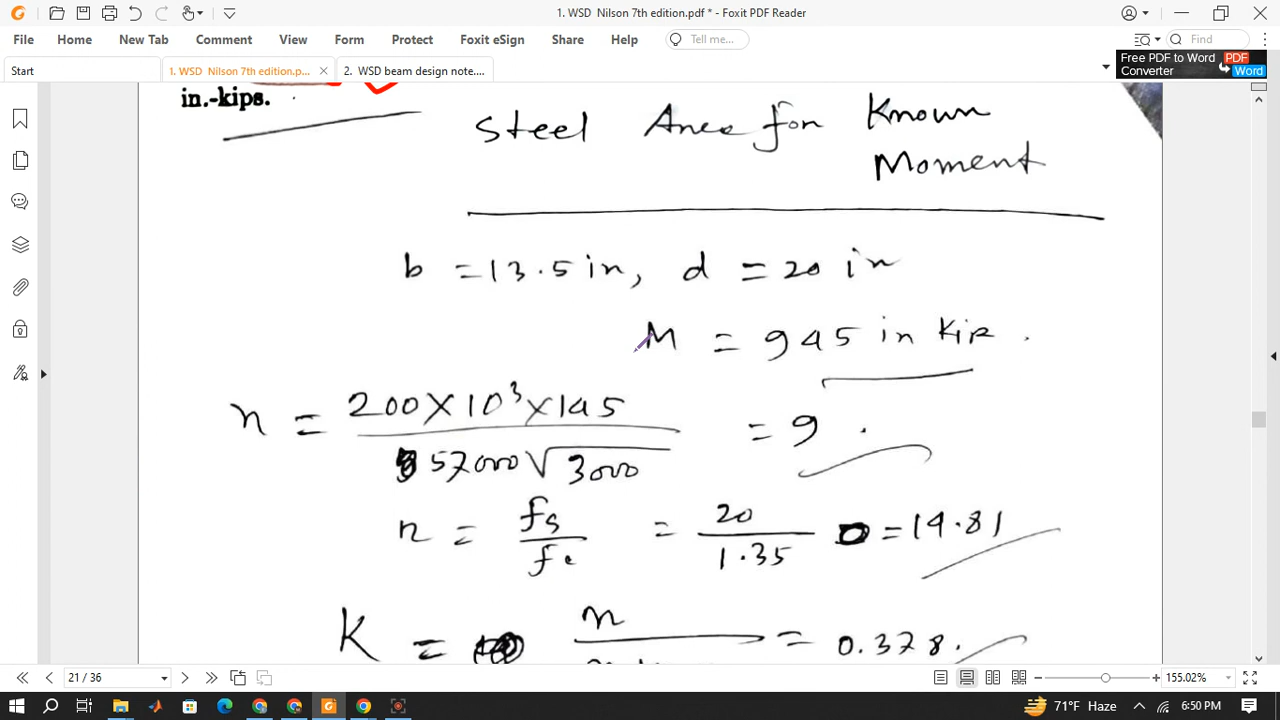 1. WSD Nilson 7th edition.pdf * - Foxit PDF Reader
File Home New Tab Comment View Form Protect Foxit eSign Share Help Tell me... Find
Start 1. WSD Nilson 7th edition.p... 2. WSD beam design note....
Free PDF to Word PDF
Converter Word
in.-kips.
Steel Area for Known
Moment
b = 13.5 in, d = 20 in
M = 945 in kip.
n = 200×10³×145 / 57000√3000 = 9.
r = fs/fc = 20/1.35 = 14.81
K = n = 0.378.
21 / 36 155.02%
71°F Haze 6:50 PM